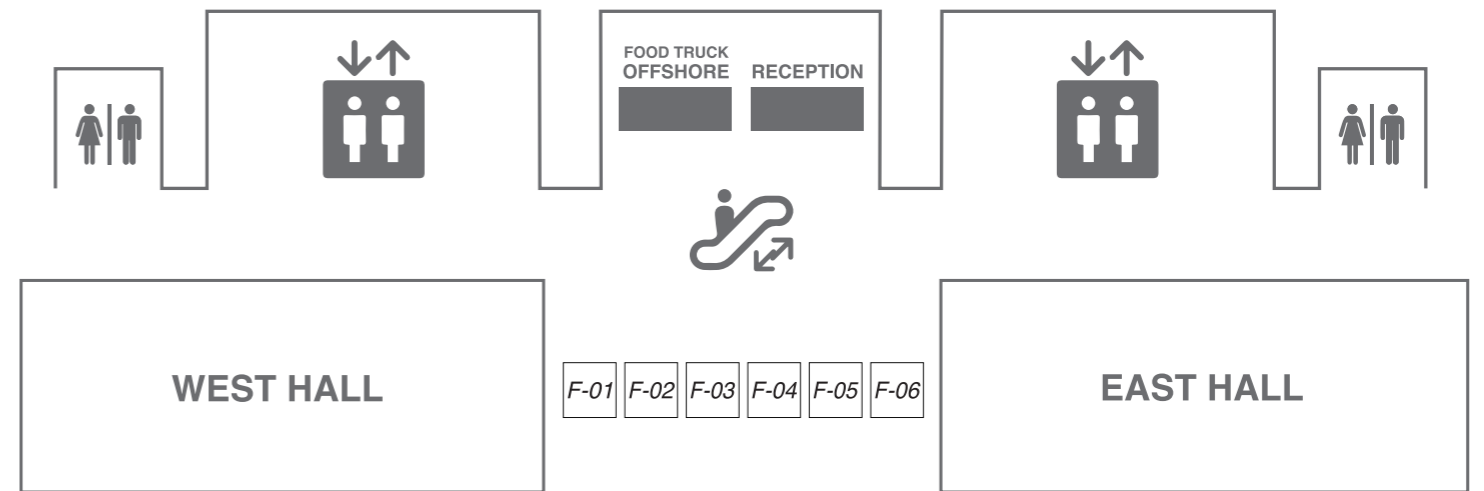 FOOD TRUCK
OFFSHORE
RECEPTION
WEST HALL
F-01
F-02
F-03
F-04
F-05
F-06
EAST HALL